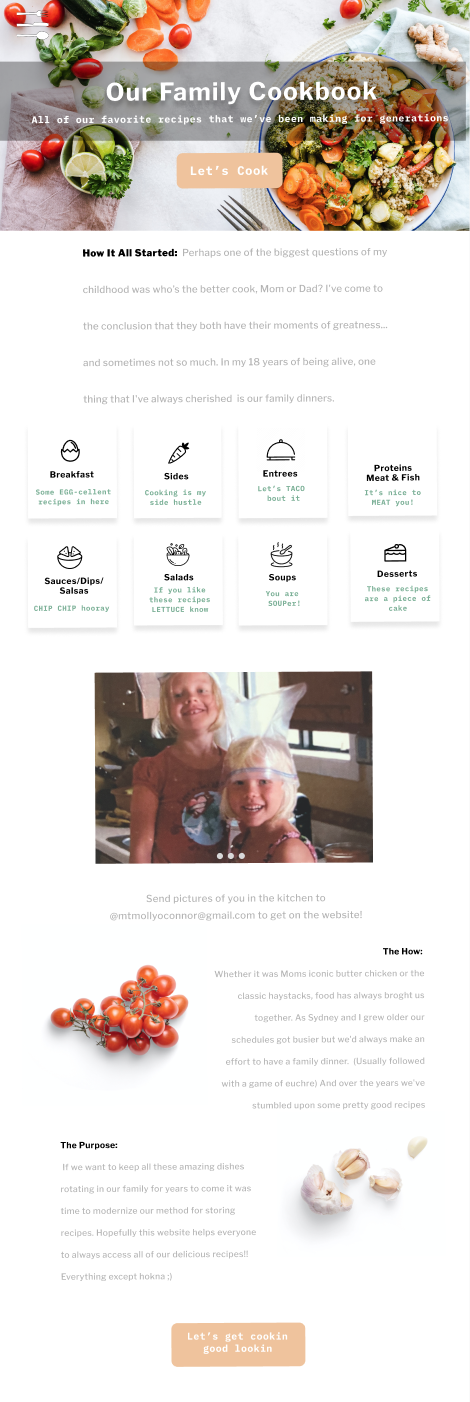 Our Family Cookbook
All of our favorite recipes that we've been making for generations
Let's Cook
How It All Started: Perhaps one of the biggest questions of my
childhood was who's the better cook, Mom or Dad? I've come to
the conclusion that they both have their moments of greatness...
and sometimes not so much. In my 18 years of being alive, one
thing that I've always cherished is our family dinners.
Breakfast
Some EGG-cellent
recipes in here
Sides
Cooking is my
side hustle
Entrees
Let's TACO
bout it
Proteins
Meat & Fish
It's nice to
MEAT you!
Sauces/Dips/
Salsas
CHIP CHIP hooray
Salads
If you like
these recipes
LETTUCE know
Soups
You are
SOUPer!
Desserts
These recipes
are a piece of
cake
Send pictures of you in the kitchen to
@mtmollyoconnor@gmail.com to get on the website!
The How:
Whether it was Moms iconic butter chicken or the
classic haystacks, food has always broght us
together. As Sydney and I grew older our
schedules got busier but we'd always make an
effort to have a family dinner. (Usually followed
with a game of euchre) And over the years we've
stumbled upon some pretty good recipes
The Purpose:
If we want to keep all these amazing dishes
rotating in our family for years to come it was
time to modernize our method for storing
recipes. Hopefully this website helps everyone
to always access all of our delicious recipes!!
Everything except hokna ;)
Let's get cookin
good lookin